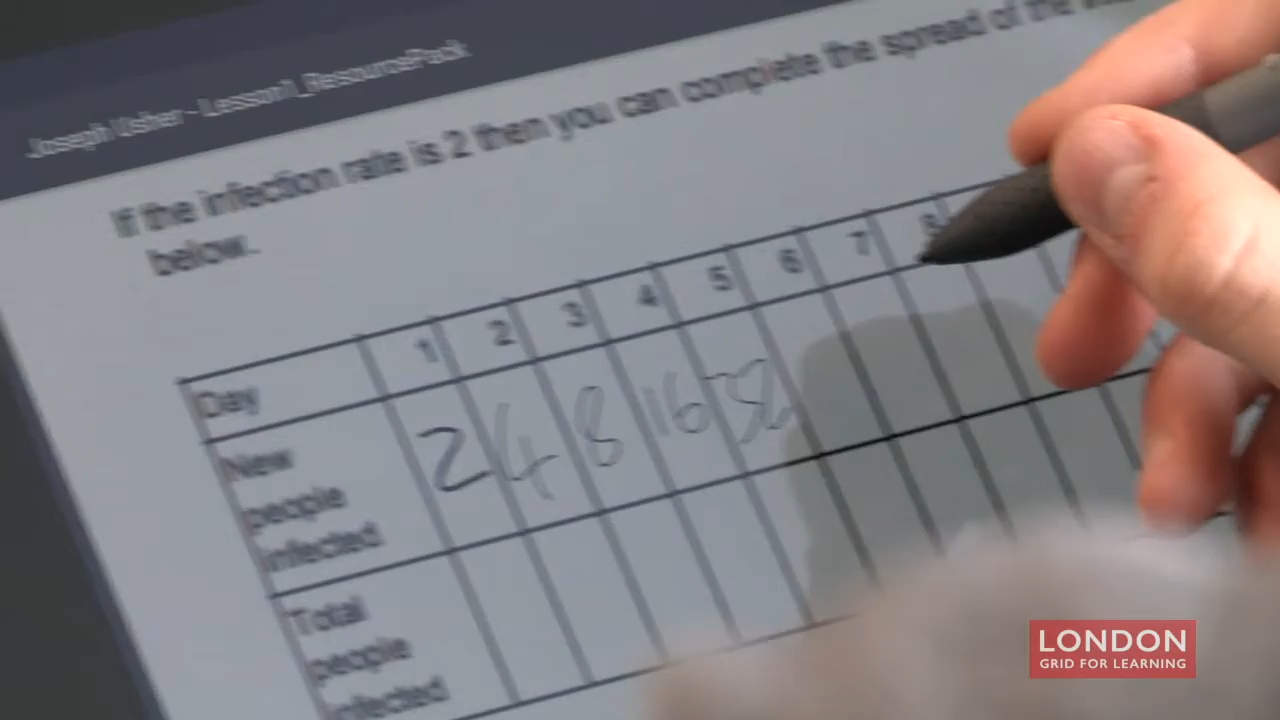 Joseph Usher - Lesson1_ResourcePack
If the infection rate is 2 then you can complete the spread of the
below.
Day 1 2 3 4 5 6 7 8
New people infected 2 4 8 16 32
Total people infected
LONDON
GRID FOR LEARNING